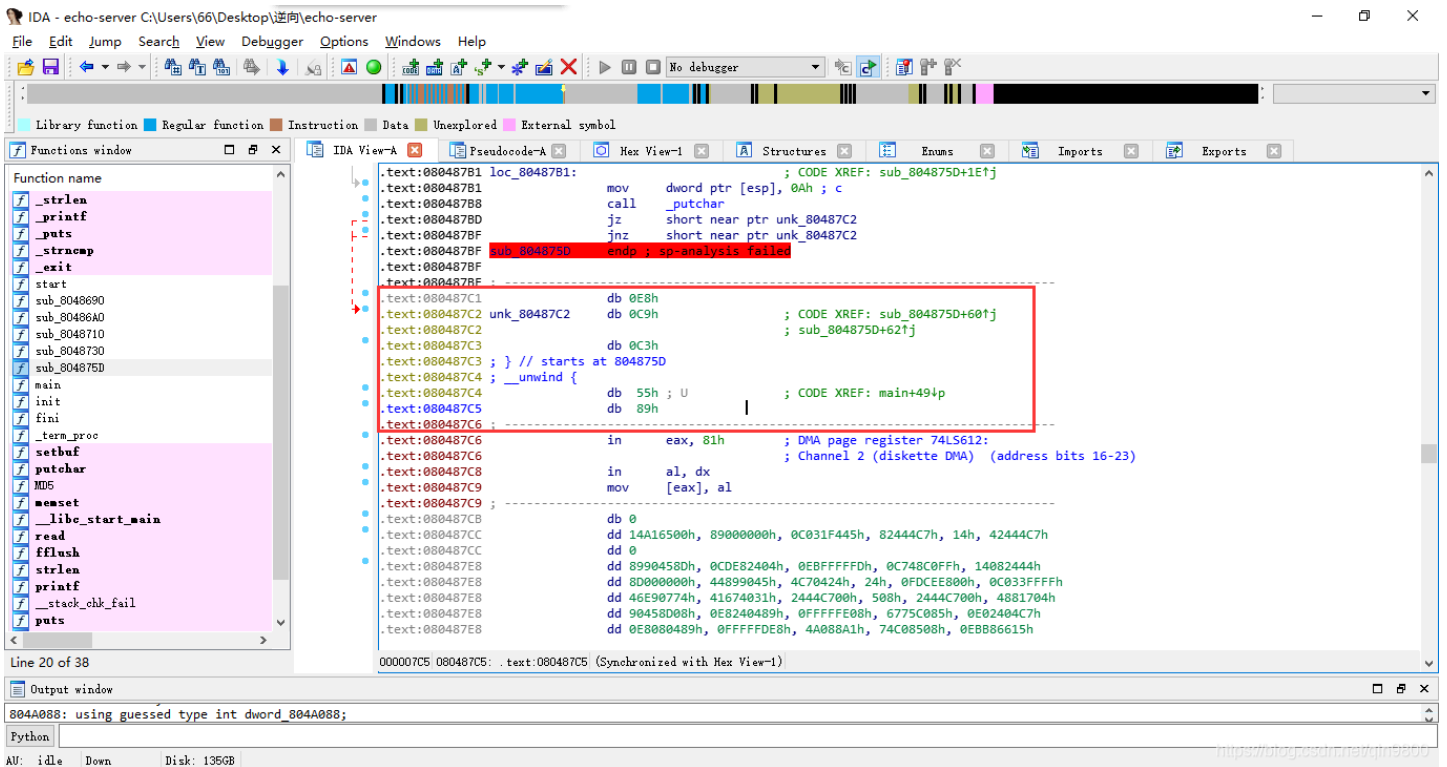 IDA - echo-server C:\Users\66\Desktop\逆向\echo-server
File Edit Jump Search View Debugger Options Windows Help
No debugger
Library function Regular function Instruction Data Unexplored External symbol
Functions window
IDA View-A Pseudocode-A Hex View-1 Structures Enums Imports Exports
Function name
_strlen
_printf
_puts
_strncmp
_exit
start
sub_8048690
sub_80486A0
sub_8048710
sub_8048730
sub_804875D
main
init
fini
_term_proc
setbuf
putchar
MD5
memset
__libc_start_main
read
fflush
strlen
printf
__stack_chk_fail
puts
Line 20 of 38
.text:080487B1 loc_80487B1: ; CODE XREF: sub_804875D+1E↑j
.text:080487B1 mov dword ptr [esp], 0Ah ; c
.text:080487B8 call _putchar
.text:080487BD jz short near ptr unk_80487C2
.text:080487BF jnz short near ptr unk_80487C2
.text:080487BF sub_804875D endp ; sp-analysis failed
.text:080487BF
.text:080487BF ; ---------------------------------------------------------------------------
.text:080487C1 db 0E8h
.text:080487C2 unk_80487C2 db 0C9h ; CODE XREF: sub_804875D+60↑j
.text:080487C2 ; sub_804875D+62↑j
.text:080487C3 db 0C3h
.text:080487C3 ; } // starts at 804875D
.text:080487C4 ; __unwind {
.text:080487C4 db 55h ; U ; CODE XREF: main+49↓p
.text:080487C5 db 89h
.text:080487C6 ; ---------------------------------------------------------------------------
.text:080487C6 in eax, 81h ; DMA page register 74LS612:
.text:080487C6 ; Channel 2 (diskette DMA) (address bits 16-23)
.text:080487C8 in al, dx
.text:080487C9 mov [eax], al
.text:080487C9 ; ---------------------------------------------------------------------------
.text:080487CB db 0
.text:080487CC dd 14A16500h, 89000000h, 0C031F445h, 82444C7h, 14h, 42444C7h
.text:080487CC dd 0
.text:080487E8 dd 8990458Dh, 0CDE82404h, 0EBFFFFFDh, 0C748C0FFh, 14082444h
.text:080487E8 dd 8D000000h, 44899045h, 4C70424h, 24h, 0FDCEE800h, 0C033FFFFh
.text:080487E8 dd 46E90774h, 41674031h, 2444C700h, 508h, 2444C700h, 4881704h
.text:080487E8 dd 90458D08h, 0E8240489h, 0FFFFFE08h, 6775C085h, 0E02404C7h
.text:080487E8 dd 0E8080489h, 0FFFFFDE8h, 4A088A1h, 74C08508h, 0EBB86615h
000007C5 080487C5: .text:080487C5 (Synchronized with Hex View-1)
Output window
804A088: using guessed type int dword_804A088;
Python
AU: idle Down Disk: 135GB
https://blog.csdn.net/qin9800